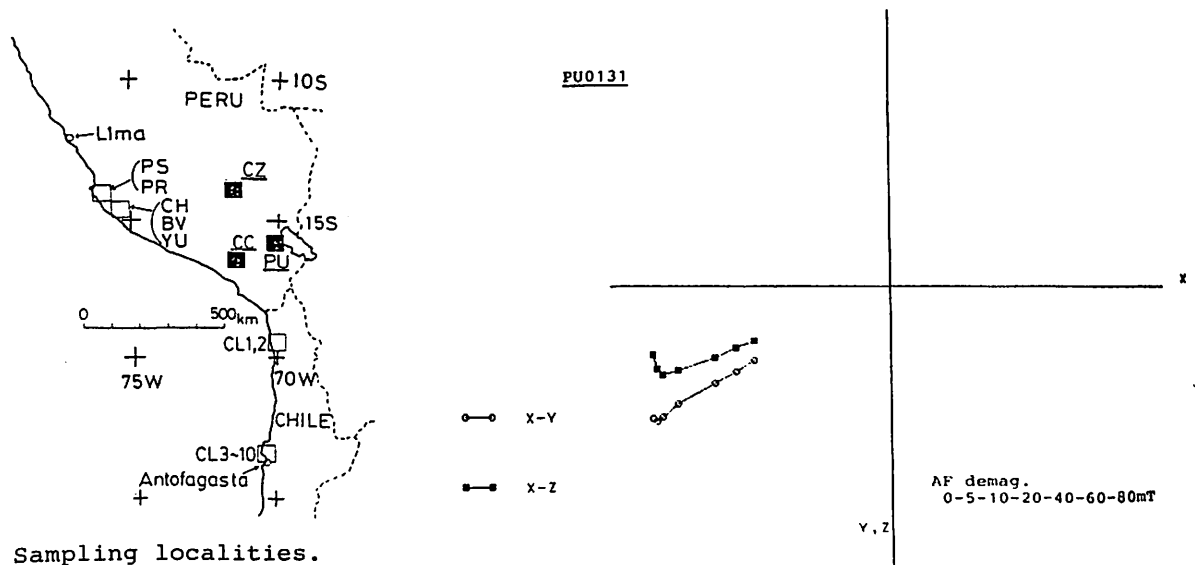 10S
PERU
Lima
PS
PR
CZ
CH
BV
YU
15S
CC
PU
0
500km
CL1,2
75W
70W
CHILE
CL3~10
Antofagasta
Sampling localities.
PU0131
X
X-Y
X-Z
Y,Z
AF demag.
0-5-10-20-40-60-80mT